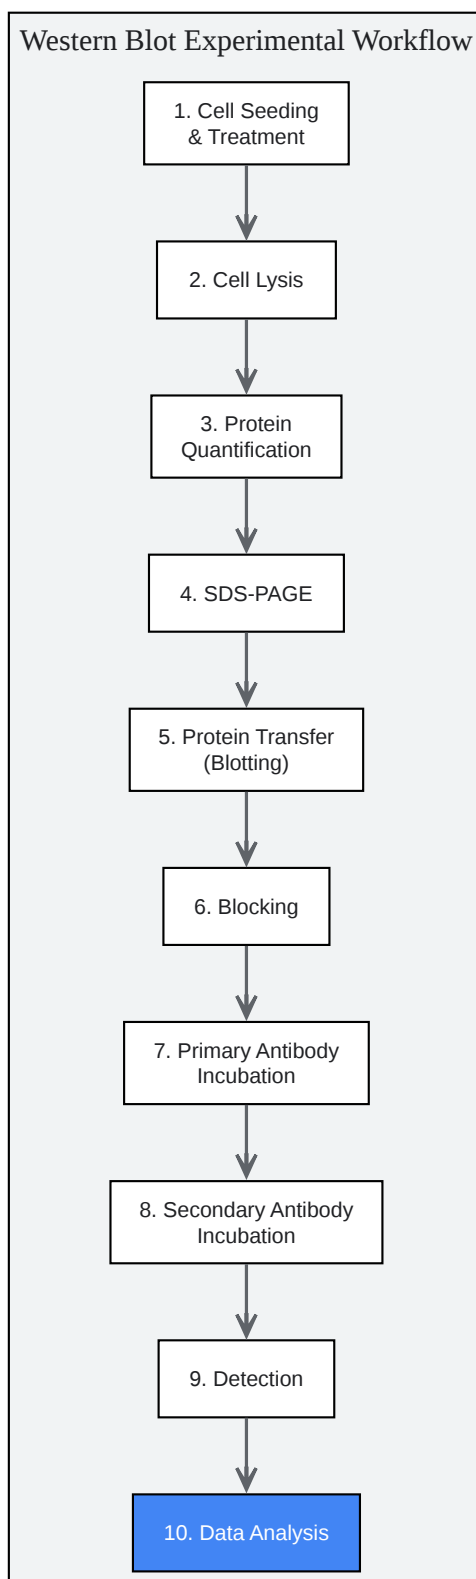 Western Blot Experimental Workflow
1. Cell Seeding
& Treatment
2. Cell Lysis
3. Protein
Quantification
4. SDS-PAGE
5. Protein Transfer
(Blotting)
6. Blocking
7. Primary Antibody
Incubation
8. Secondary Antibody
Incubation
9. Detection
10. Data Analysis